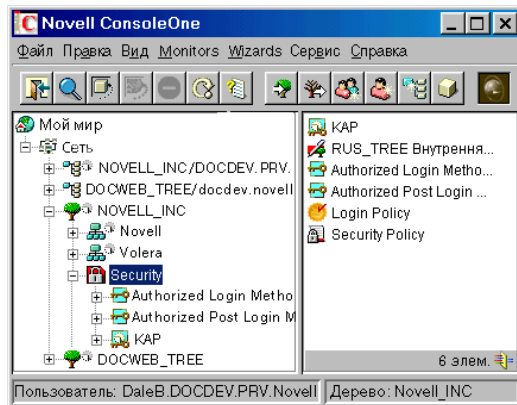 Novell ConsoleOne
Файл Правка Вид Monitors Wizards Сервис Справка
Мой мир
Сеть
NOVELL_INC/DOCDEV.PRV.
DOCWEB_TREE/docdev.novell
NOVELL_INC
Novell
Volera
Security
Authorized Login Metho
Authorized Post Login M
KAP
DOCWEB_TREE
KAP
RUS_TREE Внутрення...
Authorized Login Metho...
Authorized Post Login ...
Login Policy
Security Policy
6 элем.
Пользователь: DaleB.DOCDEV.PRV.Novell
Дерево: Novell_INC